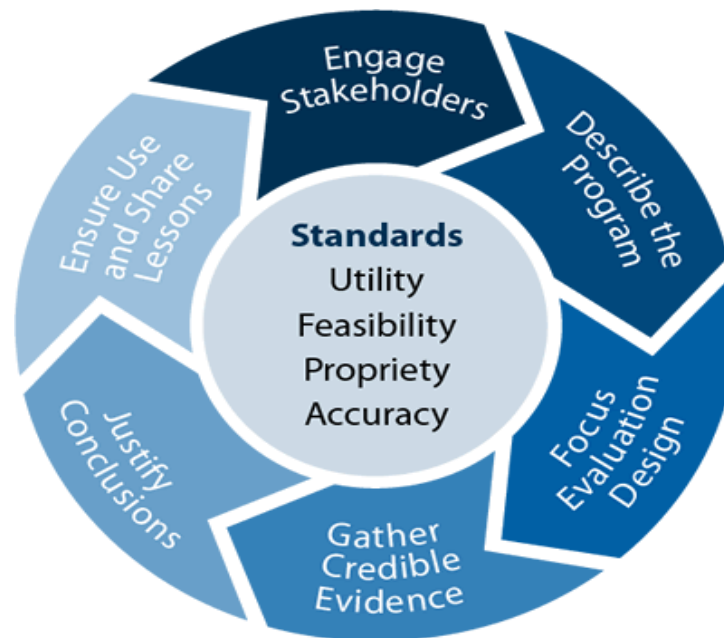 Engage
Stakeholders
Describe the
Program
Focus
Evaluation
Design
Gather
Credible
Evidence
Justify
Conclusions
Ensure Use
and Share
Lessons
Standards
Utility
Feasibility
Propriety
Accuracy